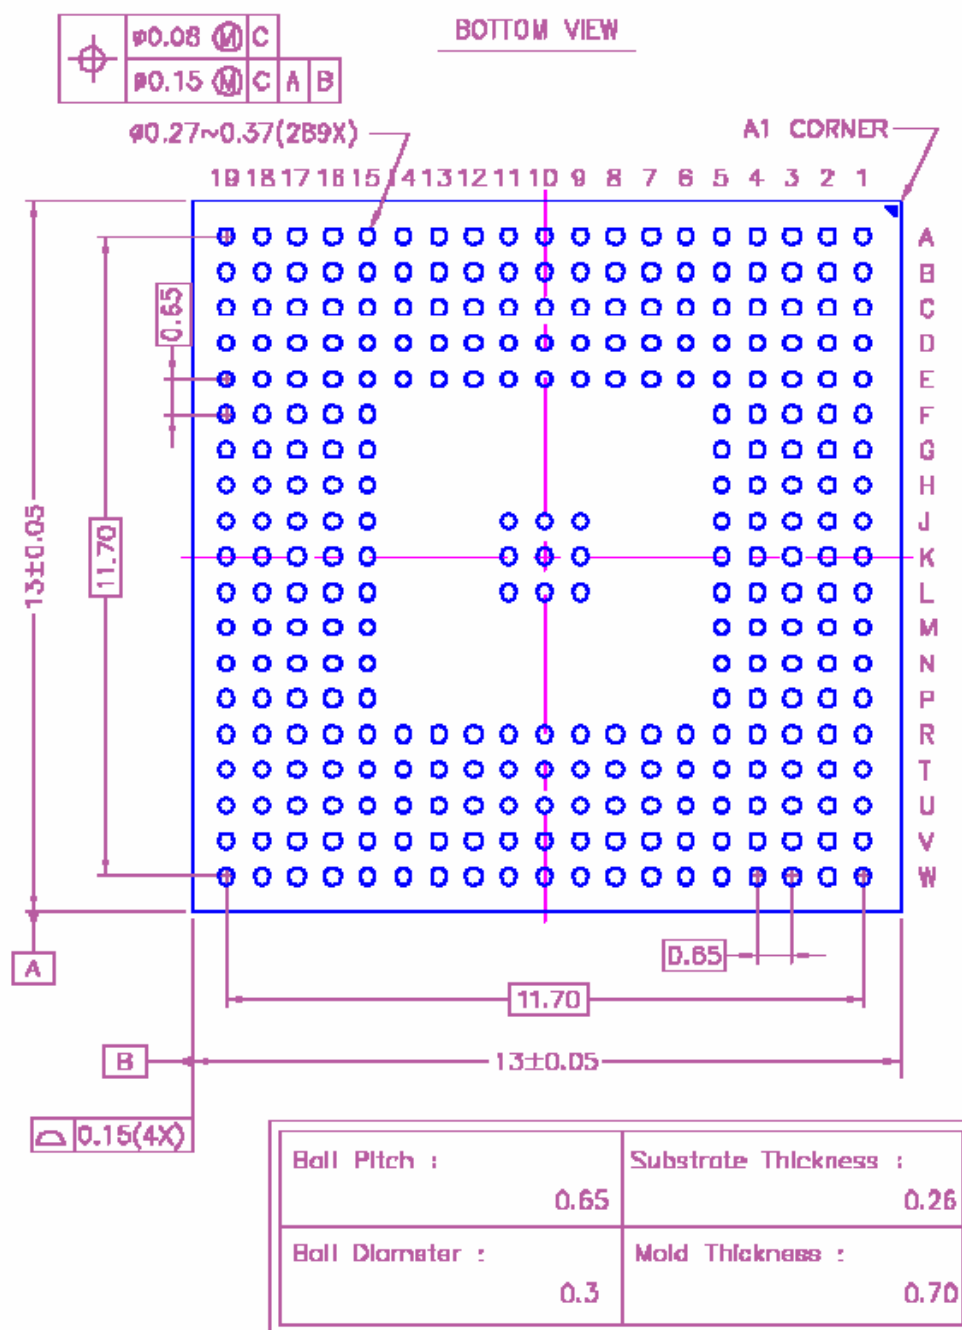 BOTTOM VIEW
ø0.08 Ⓜ C
ø0.15 Ⓜ C A B
ø0.27~0.37(289X)
A1 CORNER
19 18 17 16 15 14 13 12 11 10 9 8 7 6 5 4 3 2 1
A
B
C
D
E
F
G
H
J
K
L
M
N
P
R
T
U
V
W
0.65
11.70
13±0.05
A
0.65
11.70
B
13±0.05
0.15(4X)
Ball Pitch :
0.65
Substrate Thickness :
0.26
Ball Diameter :
0.3
Mold Thickness :
0.70